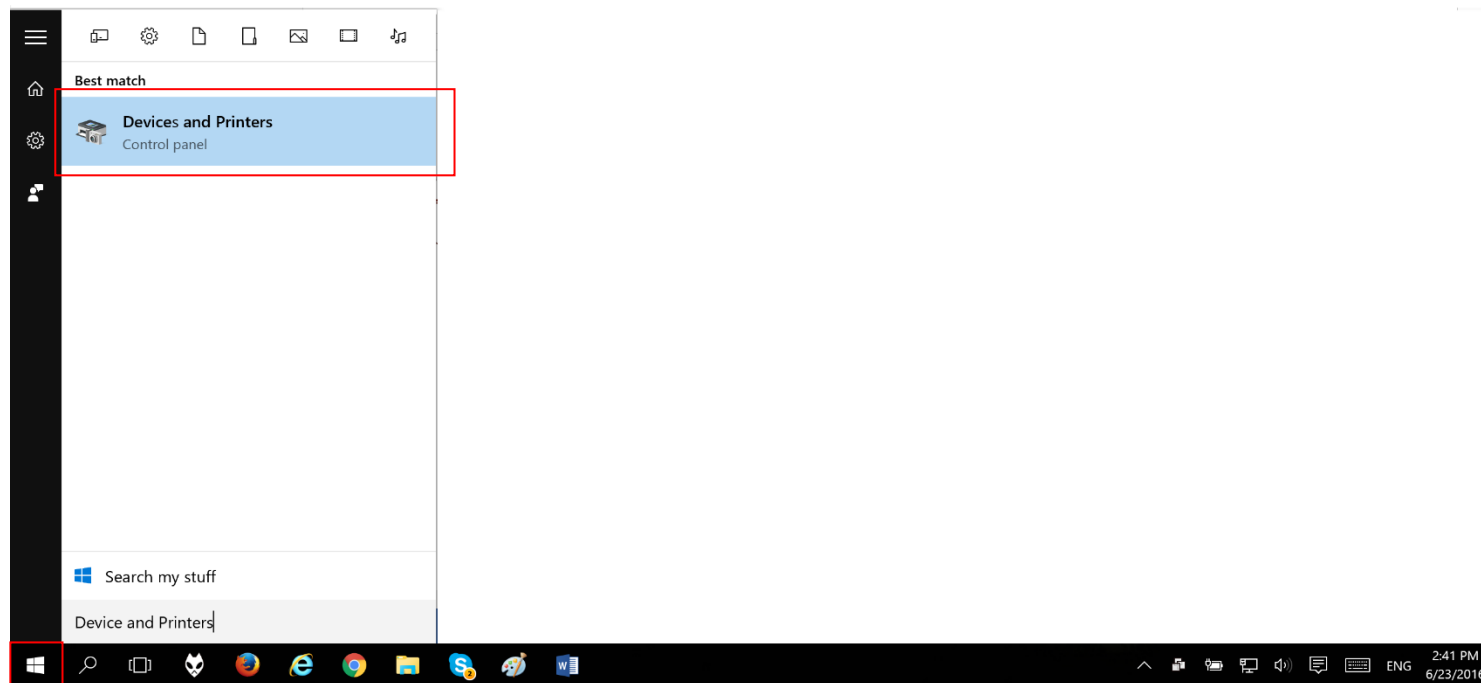 Best match
Devices and Printers
Control panel
Search my stuff
Device and Printers
ENG
2:41 PM
6/23/2016